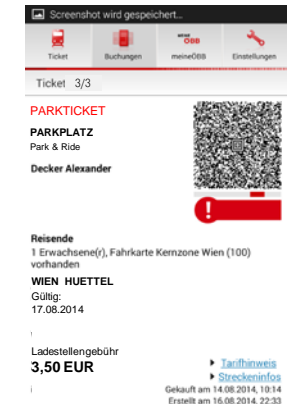 Screenshot wird gespeichert...
ÖBB
Ticket
Buchungen
meineÖBB
Einstellungen
Ticket 3/3
PARKTICKET
PARKPLATZ
Park & Ride
Decker Alexander
!
Reisende
1 Erwachsene(r), Fahrkarte Kernzone Wien (100)
vorhanden
WIEN HUETTEL
Gültig:
17.08.2014
Ladestellengebühr
3,50 EUR
Tarifhinweis
Streckeninfos
Gekauft am 14.08.2014, 10:14
Erstellt am 16.08.2014, 22:33